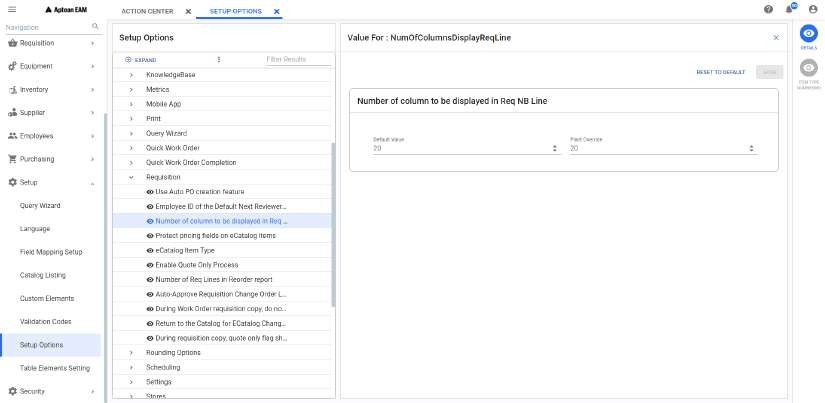 Aptean EAM
ACTION CENTER
SETUP OPTIONS
Navigation
Requisition
Equipment
Inventory
Supplier
Employees
Purchasing
Setup
Query Wizard
Language
Field Mapping Setup
Catalog Listing
Custom Elements
Validation Codes
Setup Options
Table Elements Setting
Security
Setup Options
EXPAND
Filter Results
KnowledgeBase
Metrics
Mobile App
Print
Query Wizard
Quick Work Order
Quick Work Order Completion
Requisition
Use Auto PO creation feature
Employee ID of the Default Next Reviewer...
Number of column to be displayed in Req ...
Protect pricing fields on eCatalog items
eCatalog Item Type
Enable Quote Only Process
Number of Req Lines in Reorder report
Auto-Approve Requisition Change Order L...
During Work Order requisition copy, do no...
Return to the Catalog for ECatalog Chang...
During requisition copy, quote only flag sh...
Rounding Options
Scheduling
Settings
Stores
Value For : NumOfColumnsDisplayReqLine
RESET TO DEFAULT
SAVE
Number of column to be displayed in Req NB Line
Default Value
20
Plant Override
20
DETAILS